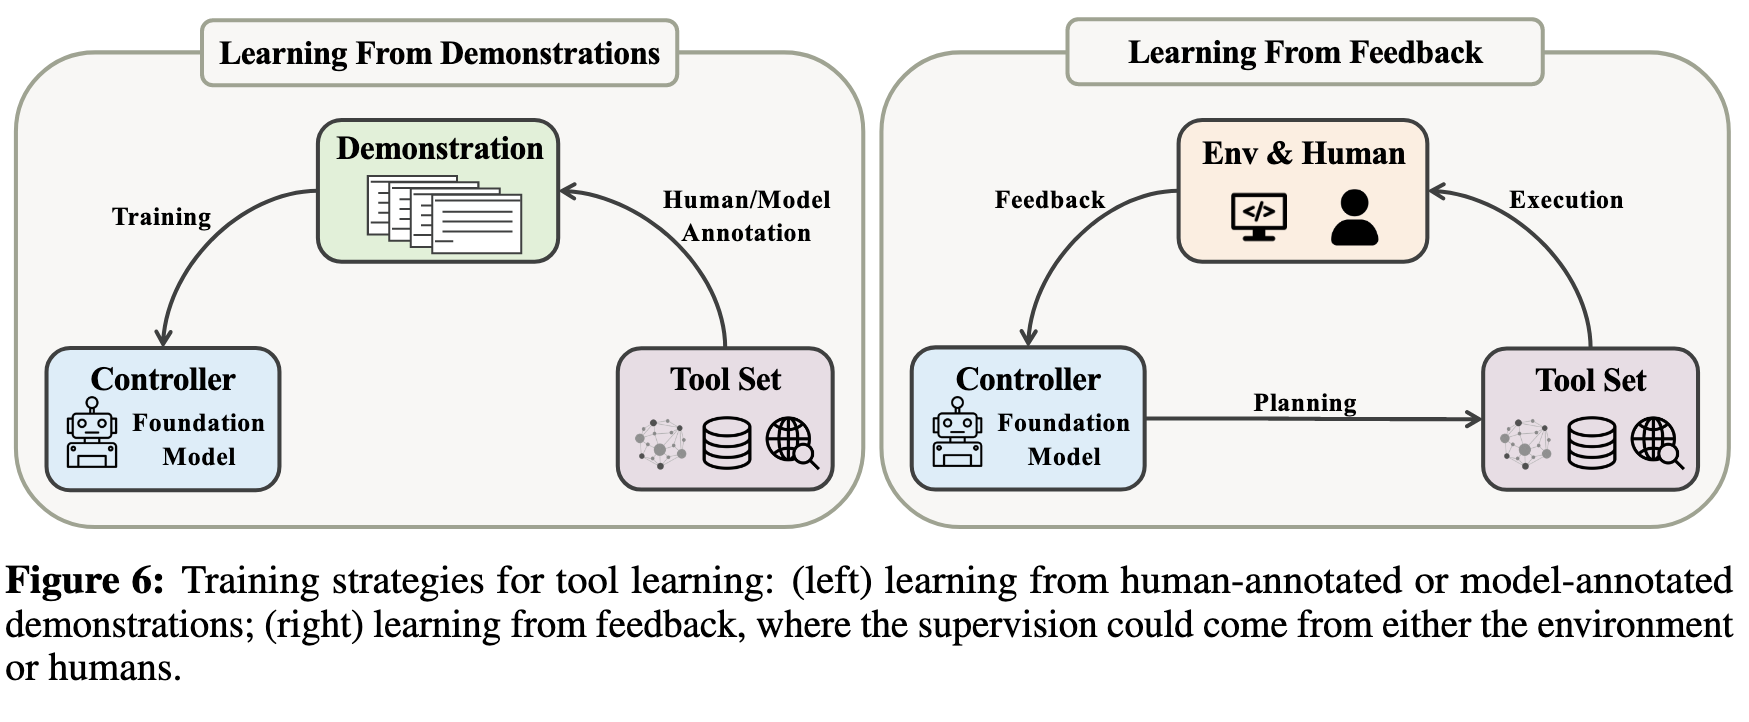 Learning From Demonstrations
Demonstration
Training
Human/Model
Annotation
Controller
Foundation
Model
Tool Set
Learning From Feedback
Env & Human
</>
Feedback
Execution
Controller
Foundation
Model
Planning
Tool Set
Figure 6: Training strategies for tool learning: (left) learning from human-annotated or model-annotated
demonstrations; (right) learning from feedback, where the supervision could come from either the environment
or humans.